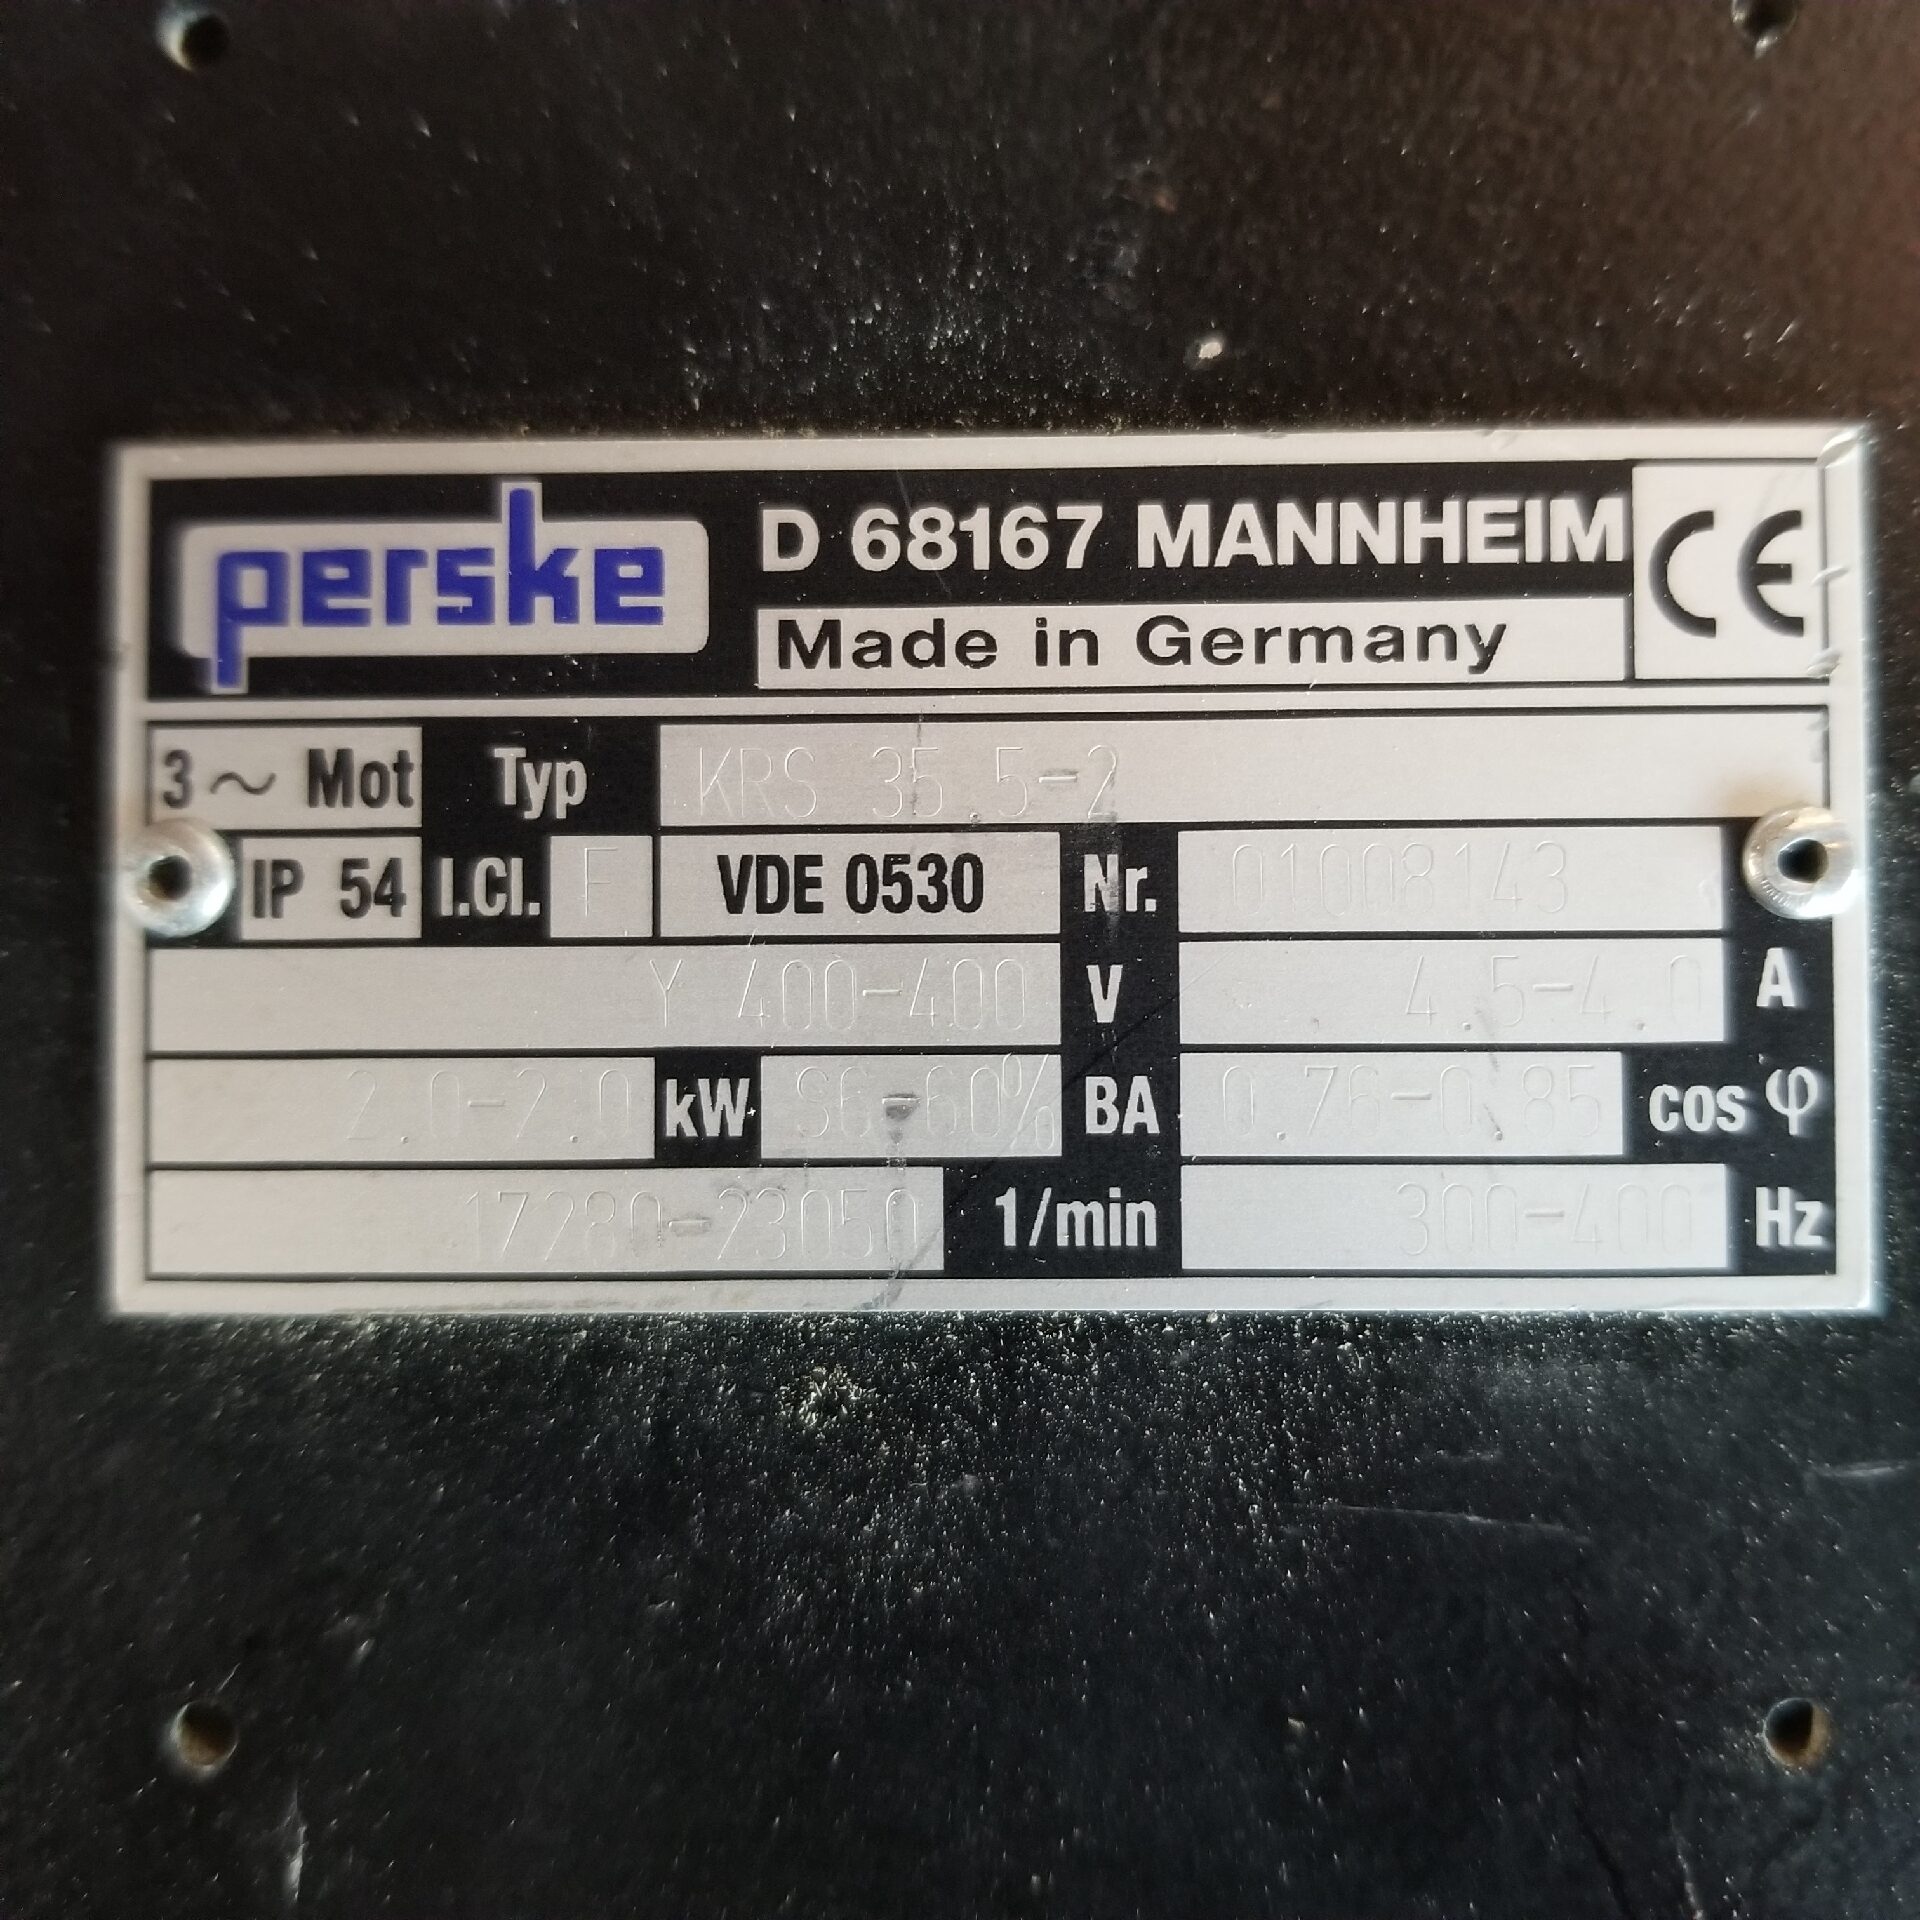 perske D 68167 MANNHEIM CE
Made in Germany
3 ~ Mot Typ KRS 35.5-2
IP 54 I.Cl. F VDE 0530 Nr. 01008143
Y 400-400 V 4.5-4.0 A
2.0-2.0 kW S6-60% BA 0.76-0.85 cos φ
17280-23050 1/min 300-400 Hz